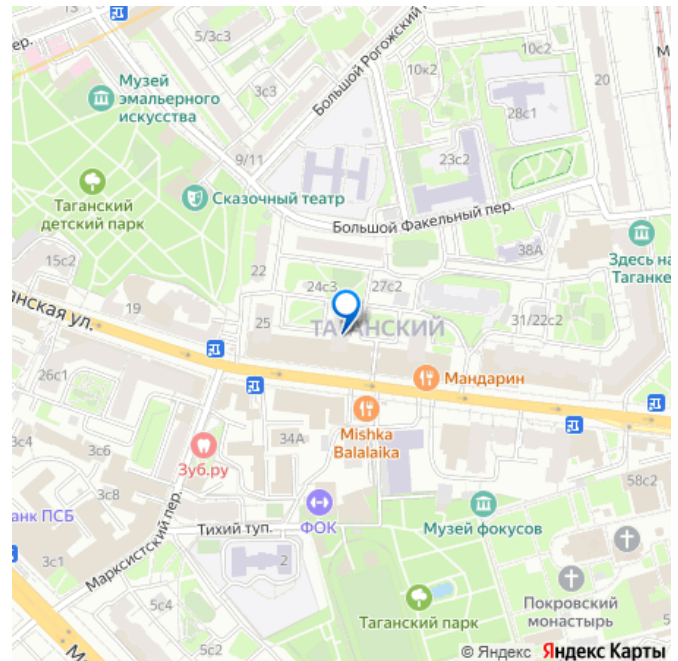 пер.
5/3с3
Музей
эмальерного
искусства
3с3
Большой Рогожский
10к2
10с2
20
28с1
9/11
23с2
Таганский
детский парк
Сказочный театр
Большой Факельный пер.
38А
Здесь на
Таганке
15с2
22
24с3
27с2
нская ул.
19
25
ТАГАНСКИЙ
31/22с2
26с1
Мандарин
3с4
3с6
34А
Mishka
Balalaika
Зуб.ру
3с8
58с2
анк ПСБ
Марксистский пер.
Тихий туп.
ФОК
Музей фокусов
3с1
2
5с4
Таганский парк
Покровский
монастырь
5с2
© Яндекс Яндекс Карты